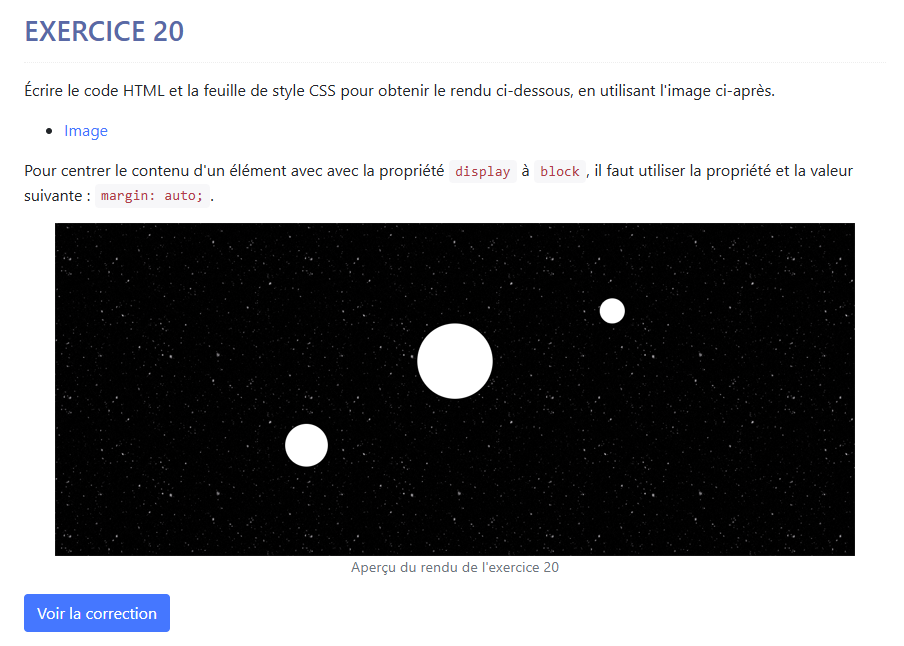 EXERCICE 20
Écrire le code HTML et la feuille de style CSS pour obtenir le rendu ci-dessous, en utilisant l'image ci-après.
Image
Pour centrer le contenu d'un élément avec avec la propriété display à block , il faut utiliser la propriété et la valeur
suivante : margin: auto; .
Aperçu du rendu de l'exercice 20
Voir la correction